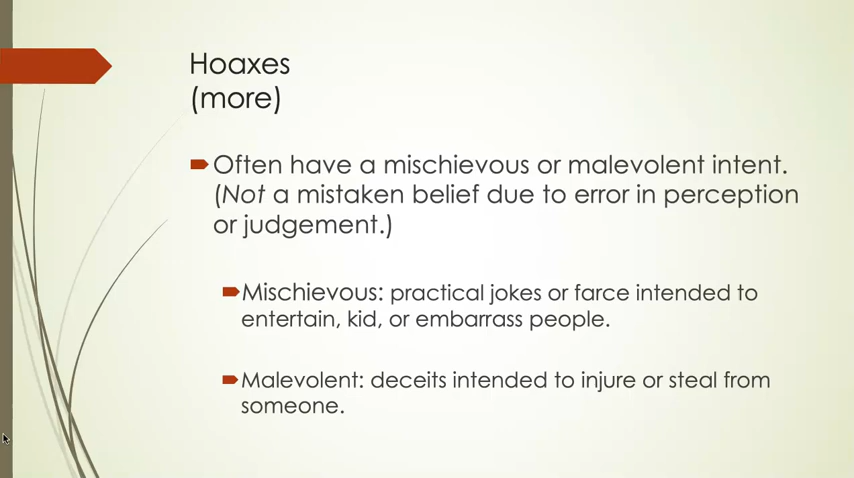 Hoaxes
(more)
Often have a mischievous or malevolent intent.
(Not a mistaken belief due to error in perception
or judgement.)
Mischievous: practical jokes or farce intended to
entertain, kid, or embarrass people.
Malevolent: deceits intended to injure or steal from
someone.